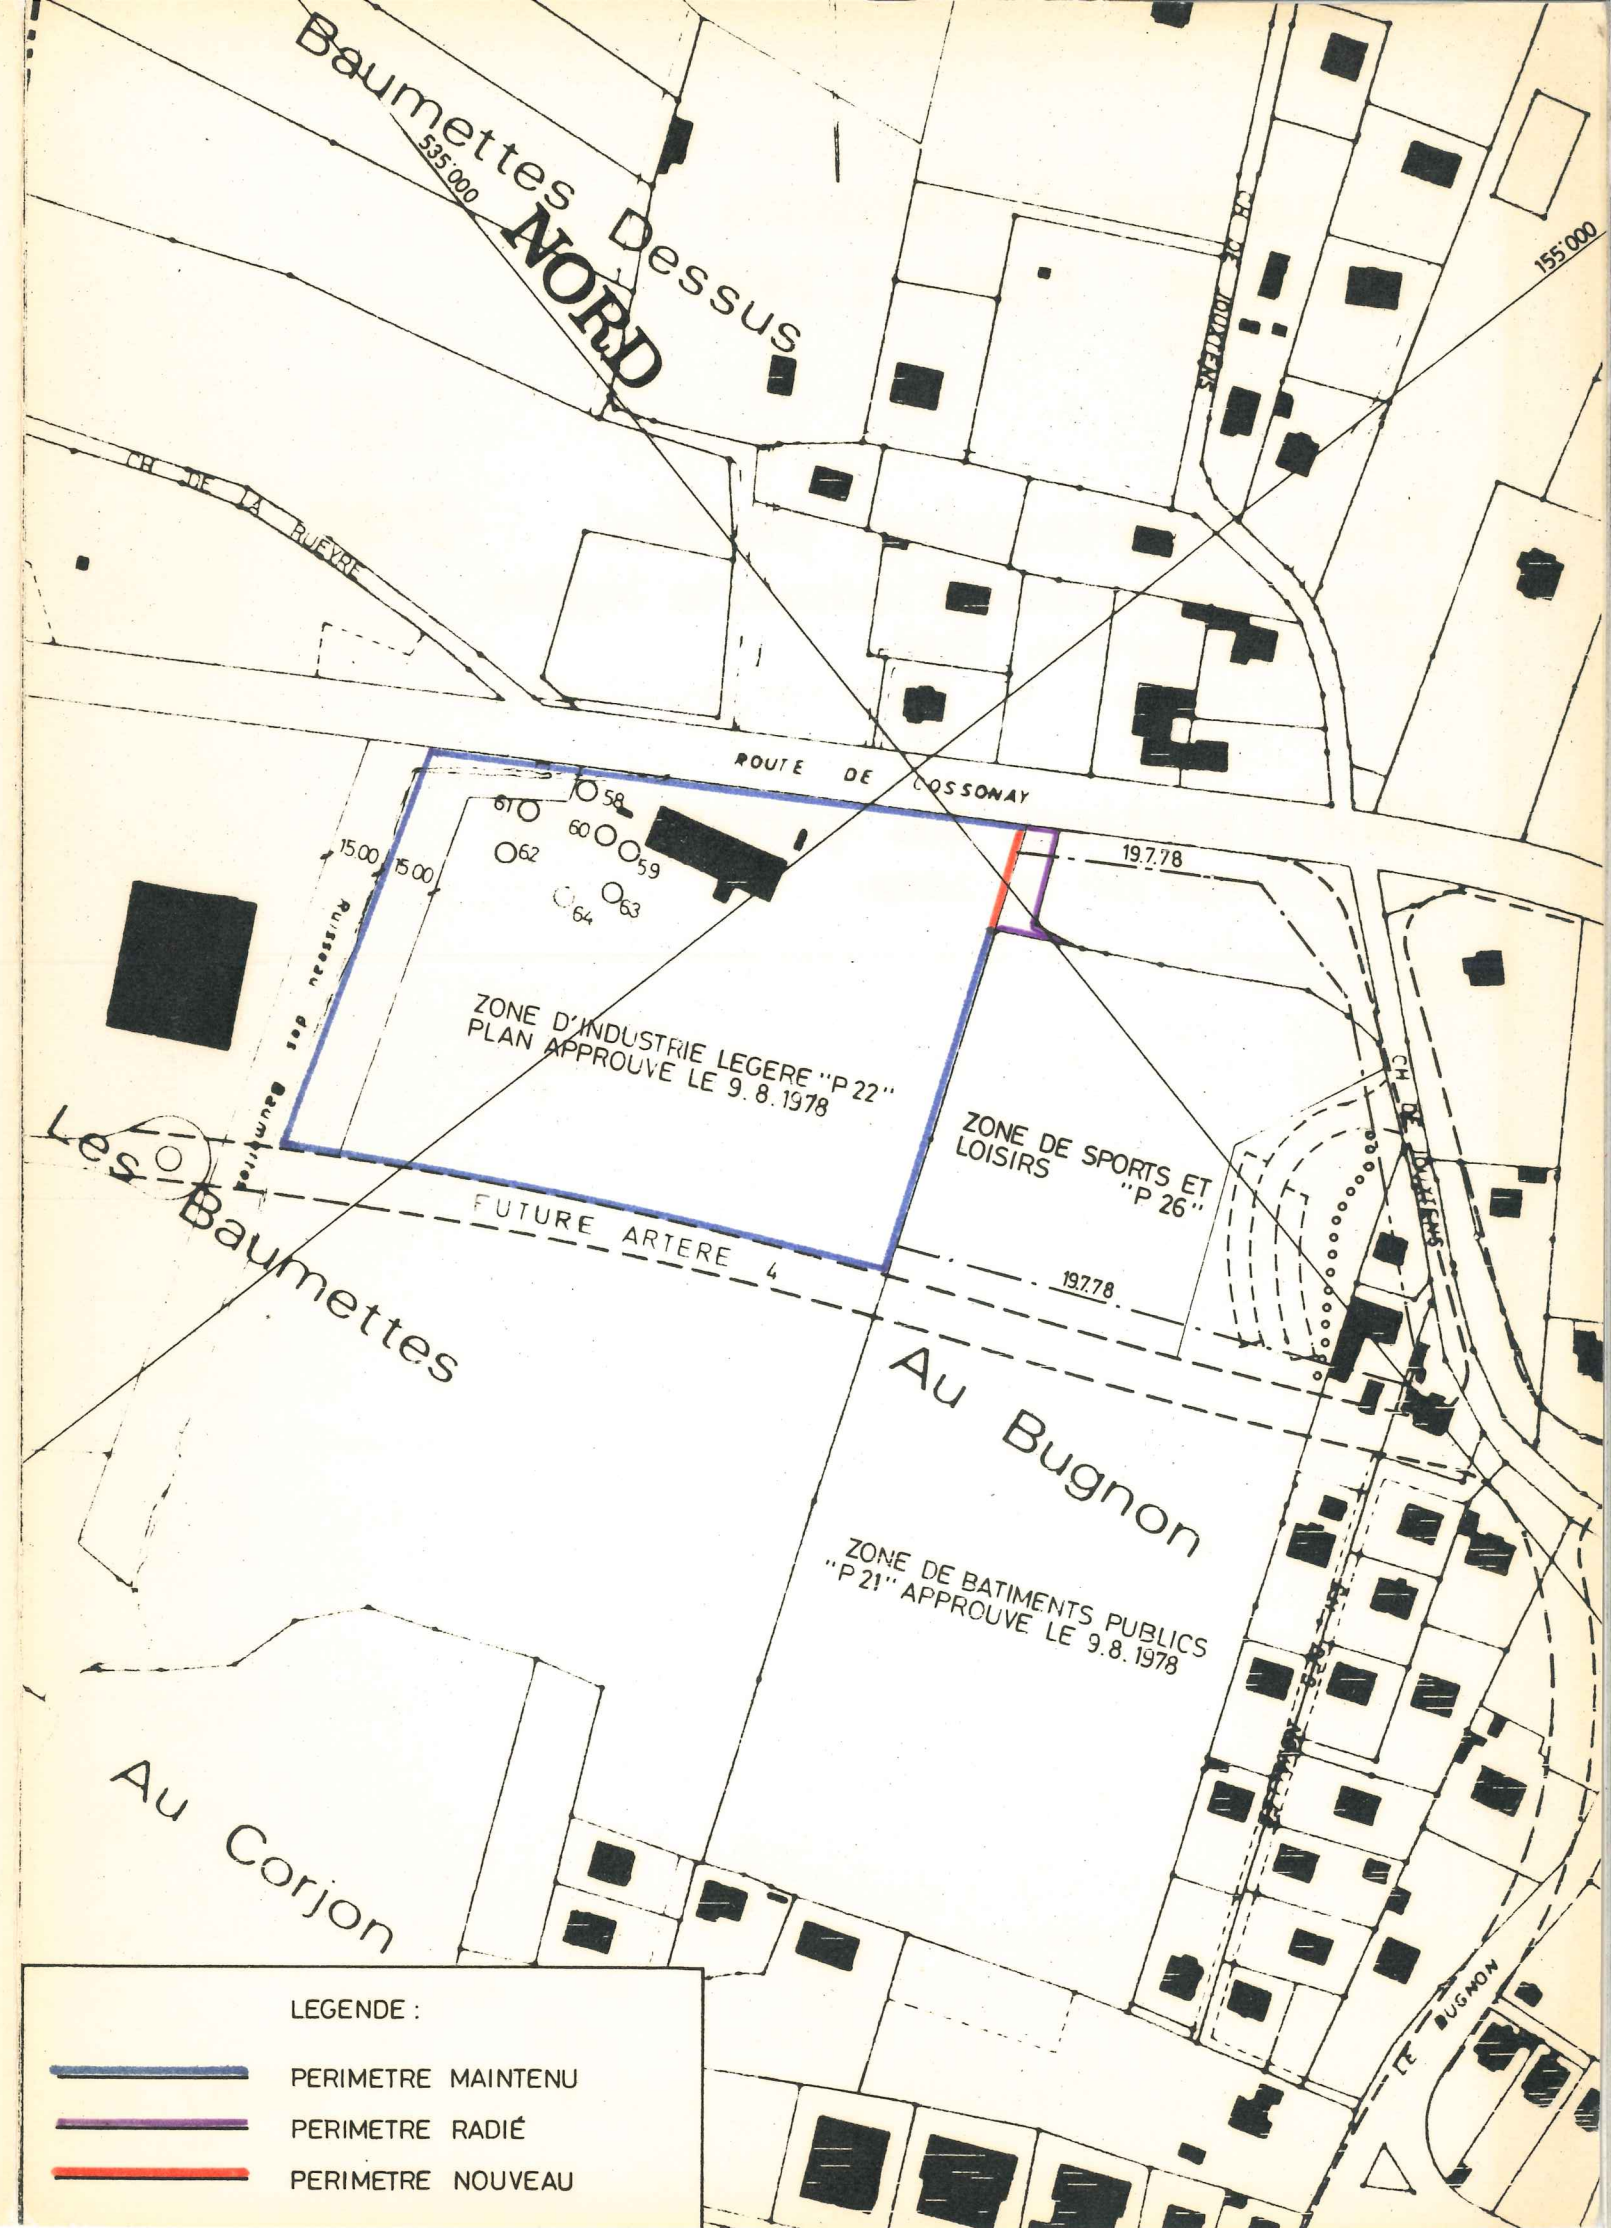 Baumettes Dessus
535'000
NORD
155'000
CH DE JOUXTENS
CH DE LA RUEYRE
ROUTE DE COSSONAY
61
58
60
62
59
63
64
15.00
15.00
19.7.78
Ruisseau des Baumettes
ZONE D'INDUSTRIE LEGERE "P 22"
PLAN APPROUVE LE 9.8.1978
ZONE DE SPORTS ET
LOISIRS "P 26"
CH DE JOUXTENS
Les Baumettes
FUTURE ARTERE 4
19.7.78
Au Bugnon
ZONE DE BATIMENTS PUBLICS
"P 21" APPROUVE LE 9.8.1978
Au Corjon
LE BUGNON
LEGENDE :
PERIMETRE MAINTENU
PERIMETRE RADIÉ
PERIMETRE NOUVEAU